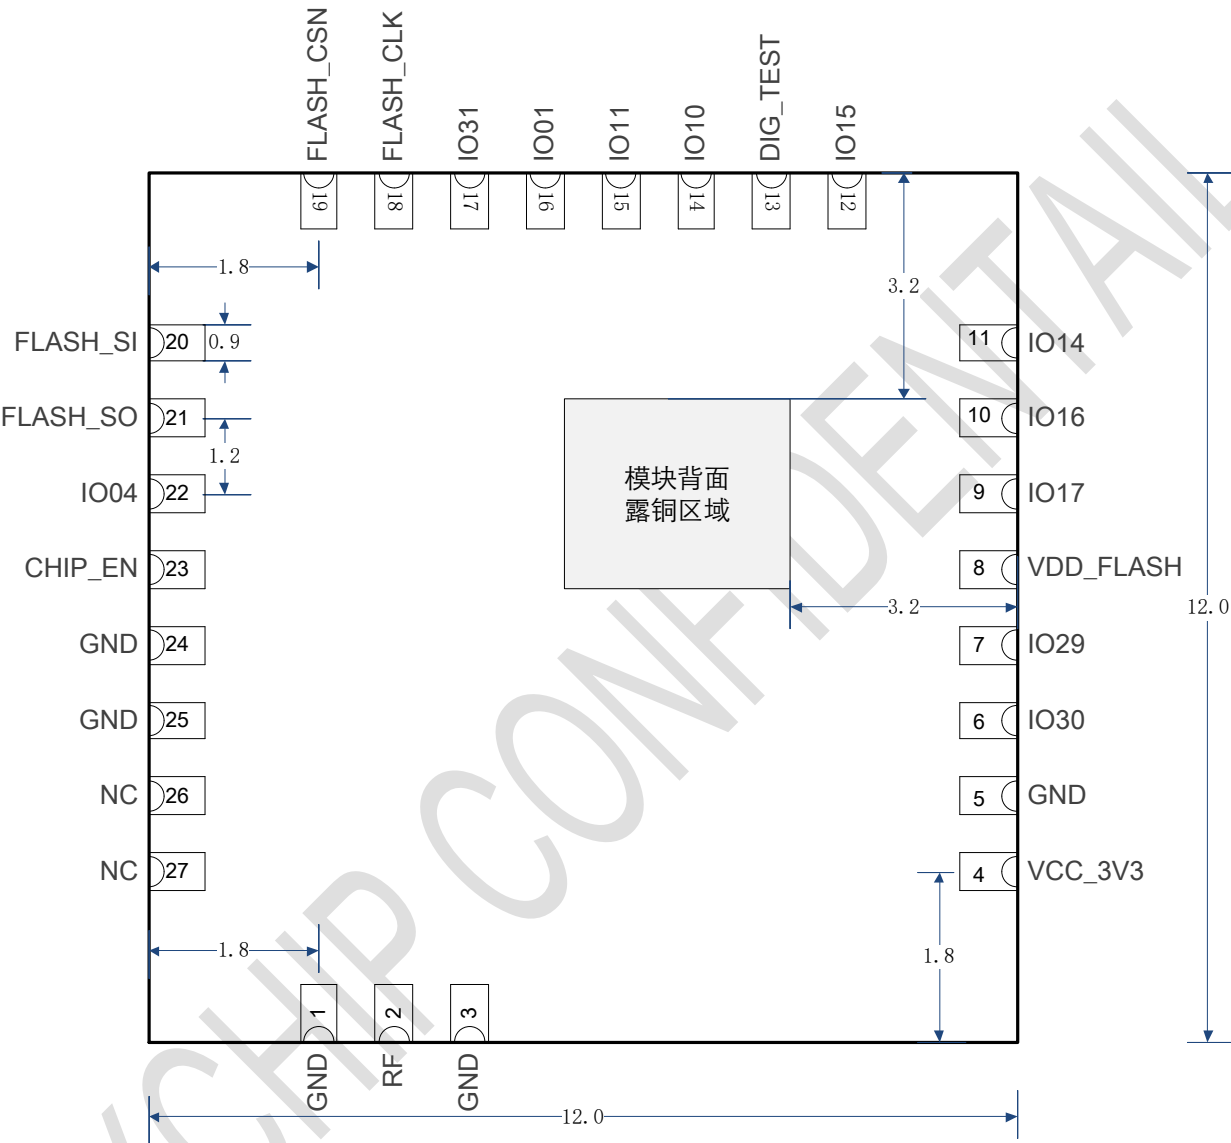 FLASH_CSN
FLASH_CLK
IO31
IO01
IO11
IO10
DIG_TEST
IO15
19
18
17
16
15
14
13
12
1.8
3.2
FLASH_SI
20
0.9
11
IO14
FLASH_SO
21
10
IO16
1.2
模块背面
露铜区域
IO04
22
9
IO17
CHIP_EN
23
8
VDD_FLASH
3.2
12.0
GND
24
7
IO29
GND
25
6
IO30
NC
26
5
GND
NC
27
4
VCC_3V3
1.8
1.8
1
2
3
GND
RF
GND
12.0
CHIP CONFIDENTAIL